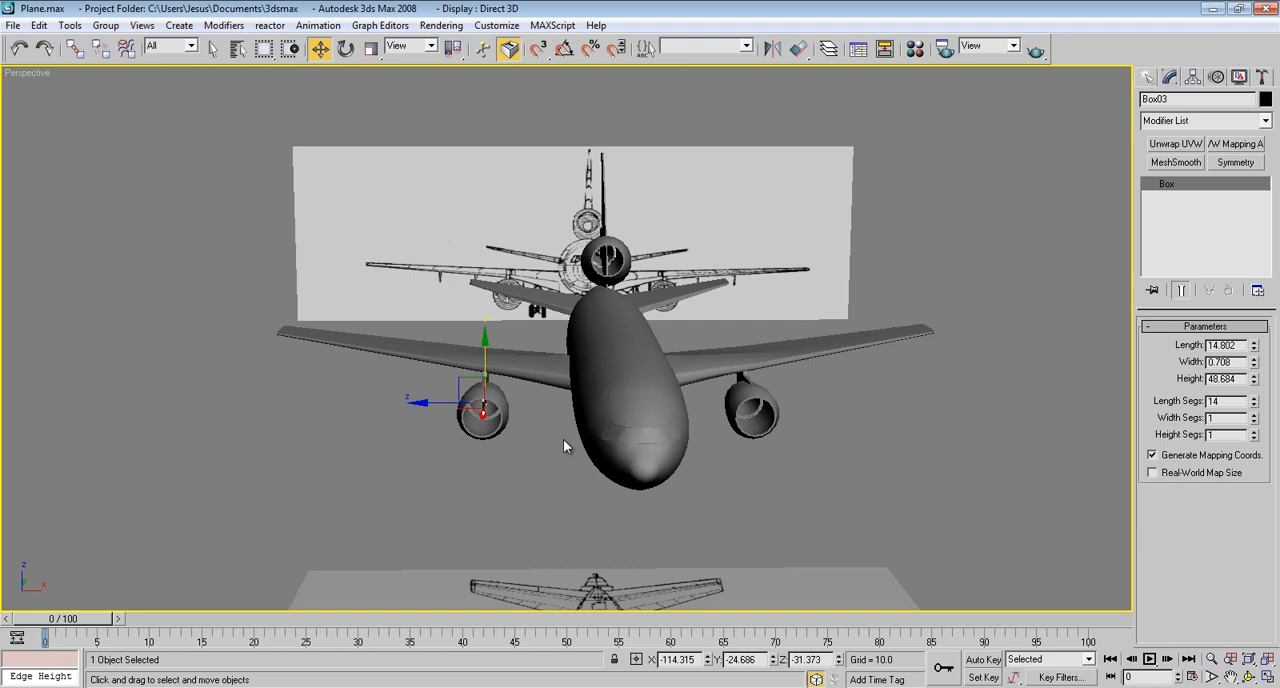 Plane.max - Project Folder: C:\Users\Jesus\Documents\3dsmax - Autodesk 3ds Max 2008 - Display : Direct 3D
File Edit Tools Group Views Create Modifiers reactor Animation Graph Editors Rendering Customize MAXScript Help
All View View
Perspective
Box03
Modifier List
Unwrap UVW /W Mapping A
MeshSmooth Symmetry
Box
- Parameters
Length: 14.802
Width: 0.708
Height: 48.684
Length Segs: 14
Width Segs: 1
Height Segs: 1
Generate Mapping Coords.
Real-World Map Size
z
z x
0 / 100
0 5 10 15 20 25 30 35 40 45 50 55 60 65 70 75 80 85 90 95 100
1 Object Selected X: -114.315 Y: -24.686 Z: -31.373 Grid = 10.0 Auto Key Selected
Edge Height Click and drag to select and move objects Add Time Tag Set Key Key Filters... 0